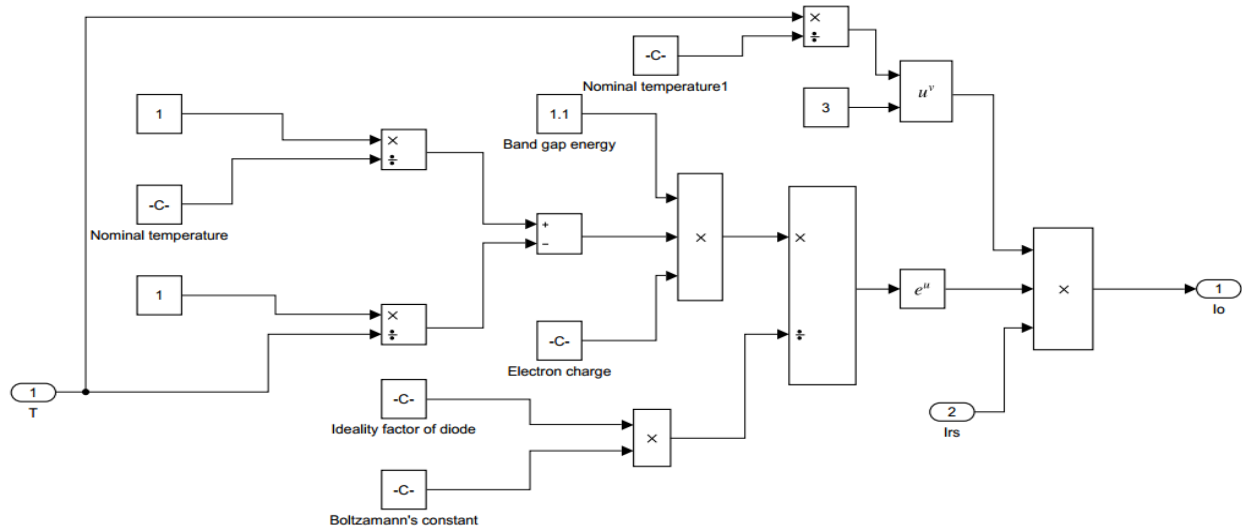 ×
÷
-C-
Nominal temperature1
u^v
3
1
1.1
Band gap energy
×
÷
-C-
Nominal temperature
+
−
×
×
1
×
÷
e^u
×
1
Io
÷
-C-
Electron charge
1
T
-C-
Ideality factor of diode
2
Irs
×
-C-
Boltzamann's constant